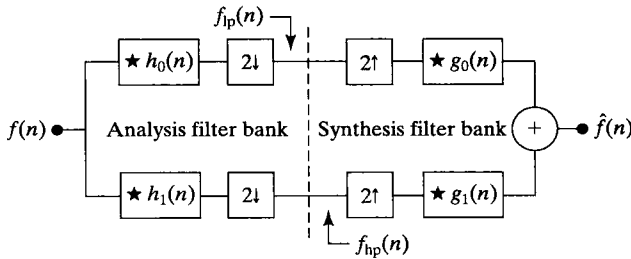 f_lp(n)
★ h_0(n)
2↓
2↑
★ g_0(n)
f(n)
Analysis filter bank
Synthesis filter bank
+
f̂(n)
★ h_1(n)
2↓
2↑
★ g_1(n)
f_hp(n)